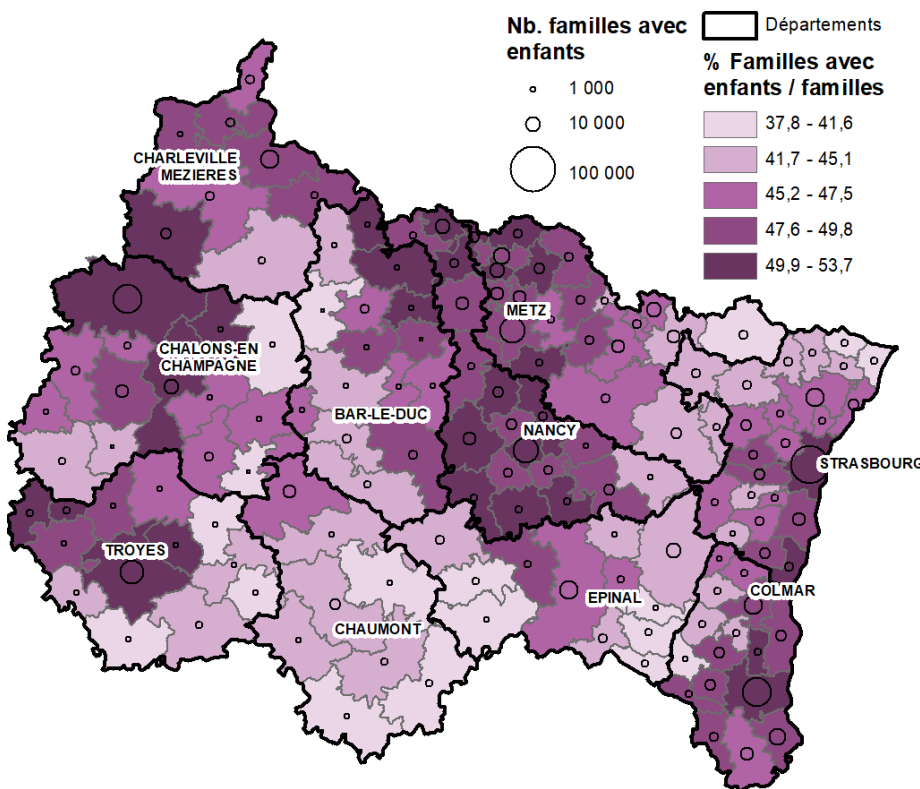 Nb. familles avec
enfants
1 000
10 000
100 000
Départements
% Familles avec
enfants / familles
37,8 - 41,6
41,7 - 45,1
45,2 - 47,5
47,6 - 49,8
49,9 - 53,7
CHARLEVILLE
MEZIERES
METZ
CHALONS-EN
CHAMPAGNE
BAR-LE-DUC
NANCY
STRASBOURG
TROYES
EPINAL
COLMAR
CHAUMONT